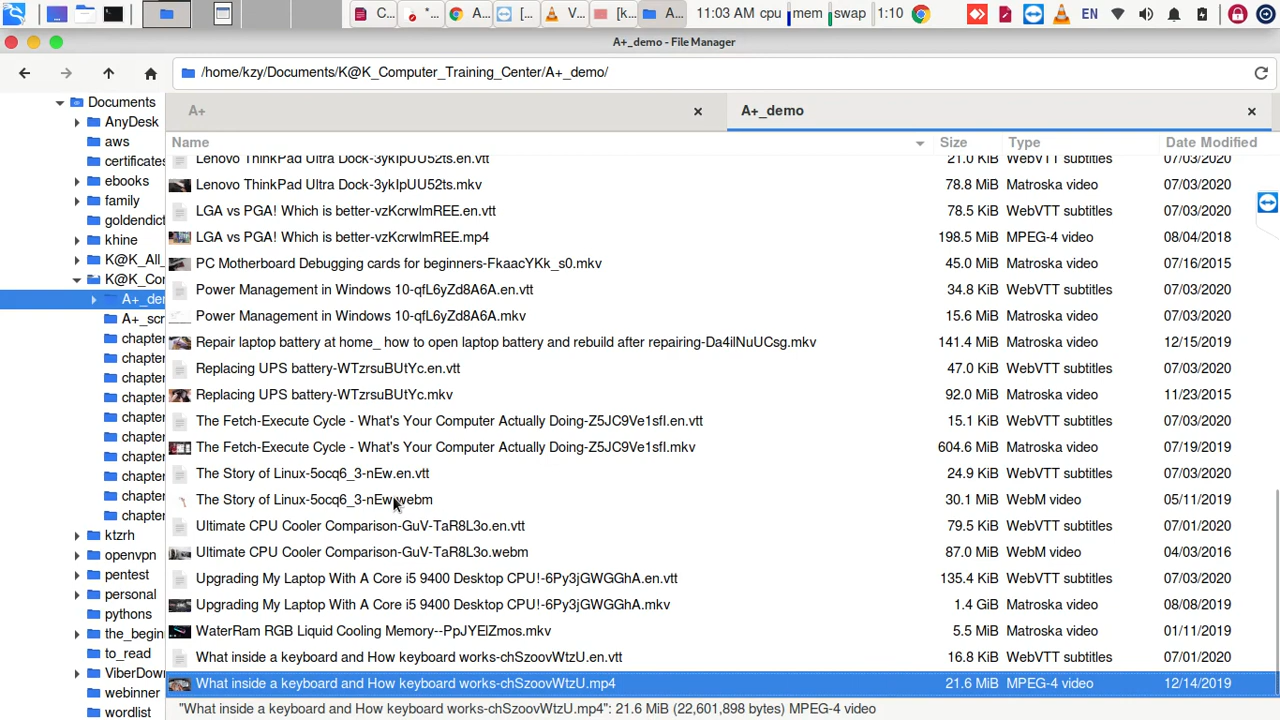 C...
"...
A...
[...
V...
[k...
A...
11:03 AM cpu
mem
swap
1:10
EN
A+_demo - File Manager
/home/kzy/Documents/K@K_Computer_Training_Center/A+_demo/
A+
A+_demo
Documents
AnyDesk
aws
certificates
ebooks
family
goldendict
khine
K@K_All_
K@K_Con
A+_der
A+_scr
chapter
chapter
chapter
chapter
chapter
chapter
chapter
chapter
chapter
chapter
ktzrh
openvpn
pentest
personal
pythons
the_begin
to_read
ViberDow
webinner
wordlist
Name Size Type Date Modified
Lenovo ThinkPad Ultra Dock-3ykIpUU52ts.en.vtt 21.0 KiB WebVTT subtitles 07/03/2020
Lenovo ThinkPad Ultra Dock-3ykIpUU52ts.mkv 78.8 MiB Matroska video 07/03/2020
LGA vs PGA! Which is better-vzKcrwlmREE.en.vtt 78.5 KiB WebVTT subtitles 07/03/2020
LGA vs PGA! Which is better-vzKcrwlmREE.mp4 198.5 MiB MPEG-4 video 08/04/2018
PC Motherboard Debugging cards for beginners-FkaacYKk_s0.mkv 45.0 MiB Matroska video 07/16/2015
Power Management in Windows 10-qfL6yZd8A6A.en.vtt 34.8 KiB WebVTT subtitles 07/03/2020
Power Management in Windows 10-qfL6yZd8A6A.mkv 15.6 MiB Matroska video 07/03/2020
Repair laptop battery at home_ how to open laptop battery and rebuild after repairing-Da4ilNuUCsg.mkv 141.4 MiB Matroska video 12/15/2019
Replacing UPS battery-WTzrsuBUtYc.en.vtt 47.0 KiB WebVTT subtitles 07/03/2020
Replacing UPS battery-WTzrsuBUtYc.mkv 92.0 MiB Matroska video 11/23/2015
The Fetch-Execute Cycle - What's Your Computer Actually Doing-Z5JC9Ve1sfI.en.vtt 15.1 KiB WebVTT subtitles 07/03/2020
The Fetch-Execute Cycle - What's Your Computer Actually Doing-Z5JC9Ve1sfI.mkv 604.6 MiB Matroska video 07/19/2019
The Story of Linux-5ocq6_3-nEw.en.vtt 24.9 KiB WebVTT subtitles 07/03/2020
The Story of Linux-5ocq6_3-nEw.webm 30.1 MiB WebM video 05/11/2019
Ultimate CPU Cooler Comparison-GuV-TaR8L3o.en.vtt 79.5 KiB WebVTT subtitles 07/01/2020
Ultimate CPU Cooler Comparison-GuV-TaR8L3o.webm 87.0 MiB WebM video 04/03/2016
Upgrading My Laptop With A Core i5 9400 Desktop CPU!-6Py3jGWGGhA.en.vtt 135.4 KiB WebVTT subtitles 07/03/2020
Upgrading My Laptop With A Core i5 9400 Desktop CPU!-6Py3jGWGGhA.mkv 1.4 GiB Matroska video 08/08/2019
WaterRam RGB Liquid Cooling Memory--PpJYElZmos.mkv 5.5 MiB Matroska video 01/11/2019
What inside a keyboard and How keyboard works-chSzoovWtzU.en.vtt 16.8 KiB WebVTT subtitles 07/01/2020
What inside a keyboard and How keyboard works-chSzoovWtzU.mp4 21.6 MiB MPEG-4 video 12/14/2019
"What inside a keyboard and How keyboard works-chSzoovWtzU.mp4": 21.6 MiB (22,601,898 bytes) MPEG-4 video